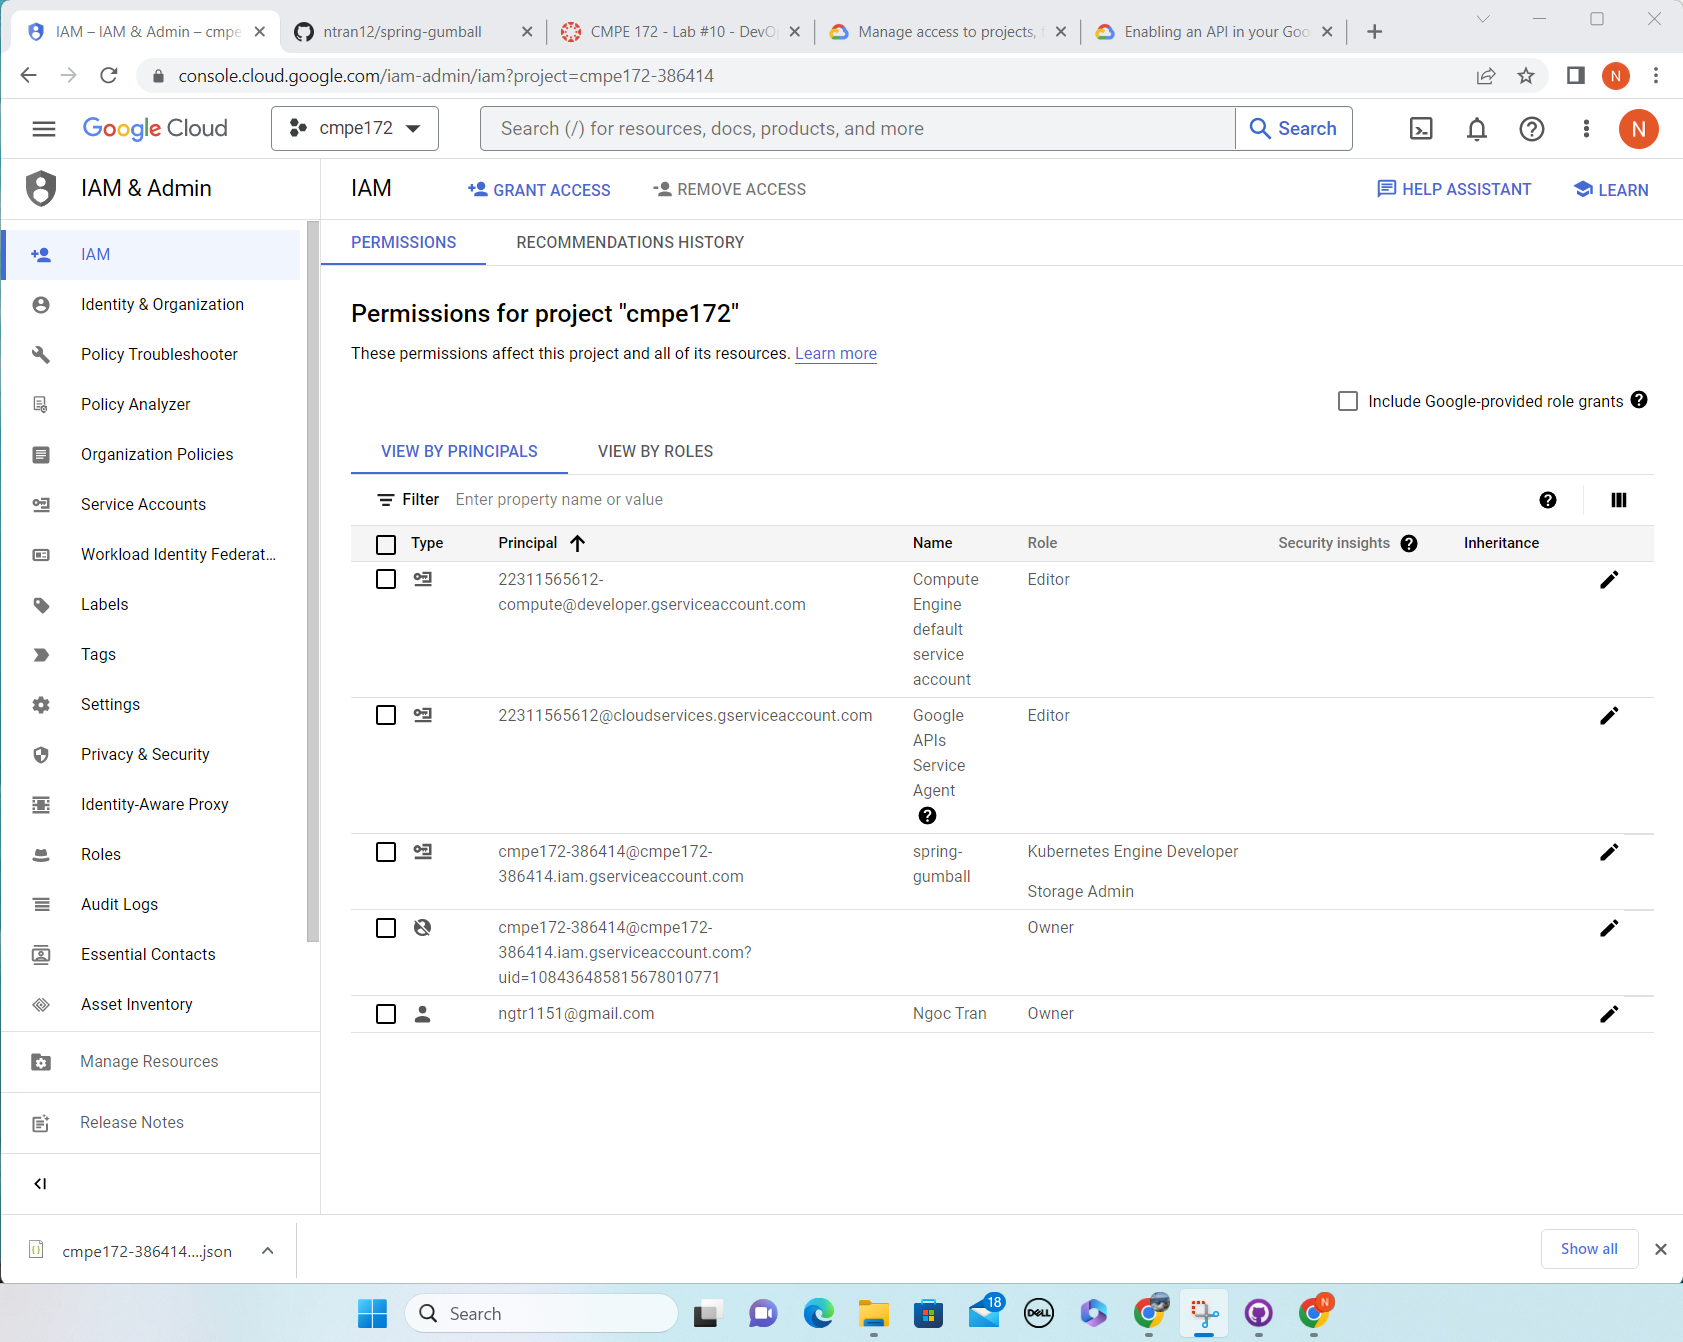 IAM – IAM & Admin – cmpe
ntran12/spring-gumball
CMPE 172 - Lab #10 - DevO
Manage access to projects,
Enabling an API in your Goo
console.cloud.google.com/iam-admin/iam?project=cmpe172-386414
N
Google Cloud
cmpe172
Search (/) for resources, docs, products, and more
Search
N
IAM & Admin
IAM
GRANT ACCESS
REMOVE ACCESS
HELP ASSISTANT
LEARN
IAM
Identity & Organization
Policy Troubleshooter
Policy Analyzer
Organization Policies
Service Accounts
Workload Identity Federat...
Labels
Tags
Settings
Privacy & Security
Identity-Aware Proxy
Roles
Audit Logs
Essential Contacts
Asset Inventory
Manage Resources
Release Notes
PERMISSIONS
RECOMMENDATIONS HISTORY
Permissions for project "cmpe172"
These permissions affect this project and all of its resources. Learn more
Include Google-provided role grants
VIEW BY PRINCIPALS
VIEW BY ROLES
Filter
Enter property name or value
Type
Principal
Name
Role
Security insights
Inheritance
22311565612-
compute@developer.gserviceaccount.com
Compute
Engine
default
service
account
Editor
22311565612@cloudservices.gserviceaccount.com
Google
APIs
Service
Agent
Editor
cmpe172-386414@cmpe172-
386414.iam.gserviceaccount.com
spring-
gumball
Kubernetes Engine Developer
Storage Admin
cmpe172-386414@cmpe172-
386414.iam.gserviceaccount.com?
uid=108436485815678010771
Owner
ngtr1151@gmail.com
Ngoc Tran
Owner
cmpe172-386414....json
Show all
Search
18
DELL
N